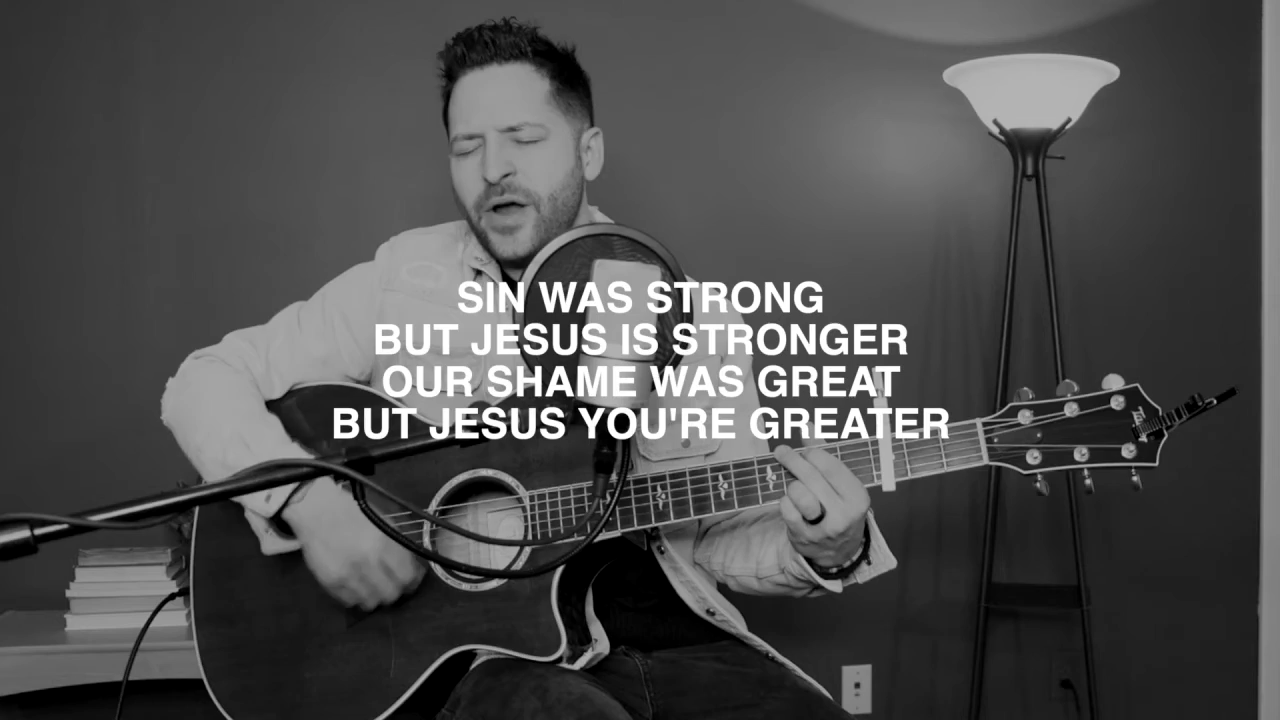 SIN WAS STRONG
BUT JESUS IS STRONGER
OUR SHAME WAS GREAT
BUT JESUS YOU'RE GREATER